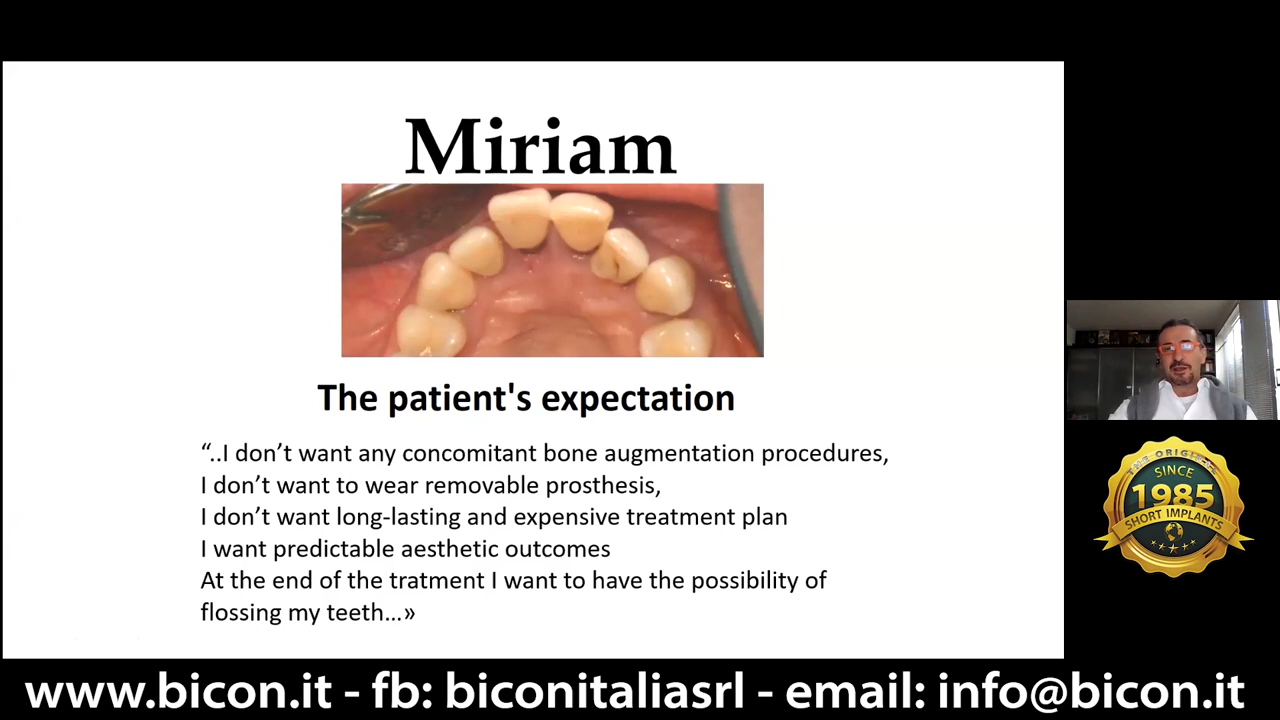 Miriam
The patient's expectation
“..I don’t want any concomitant bone augmentation procedures,
I don’t want to wear removable prosthesis,
I don’t want long-lasting and expensive treatment plan
I want predictable aesthetic outcomes
At the end of the tratment I want to have the possibility of
flossing my teeth...»
THE ORIGINAL
SINCE
1985
SHORT IMPLANTS
www.bicon.it - fb: biconitaliasrl - email: info@bicon.it